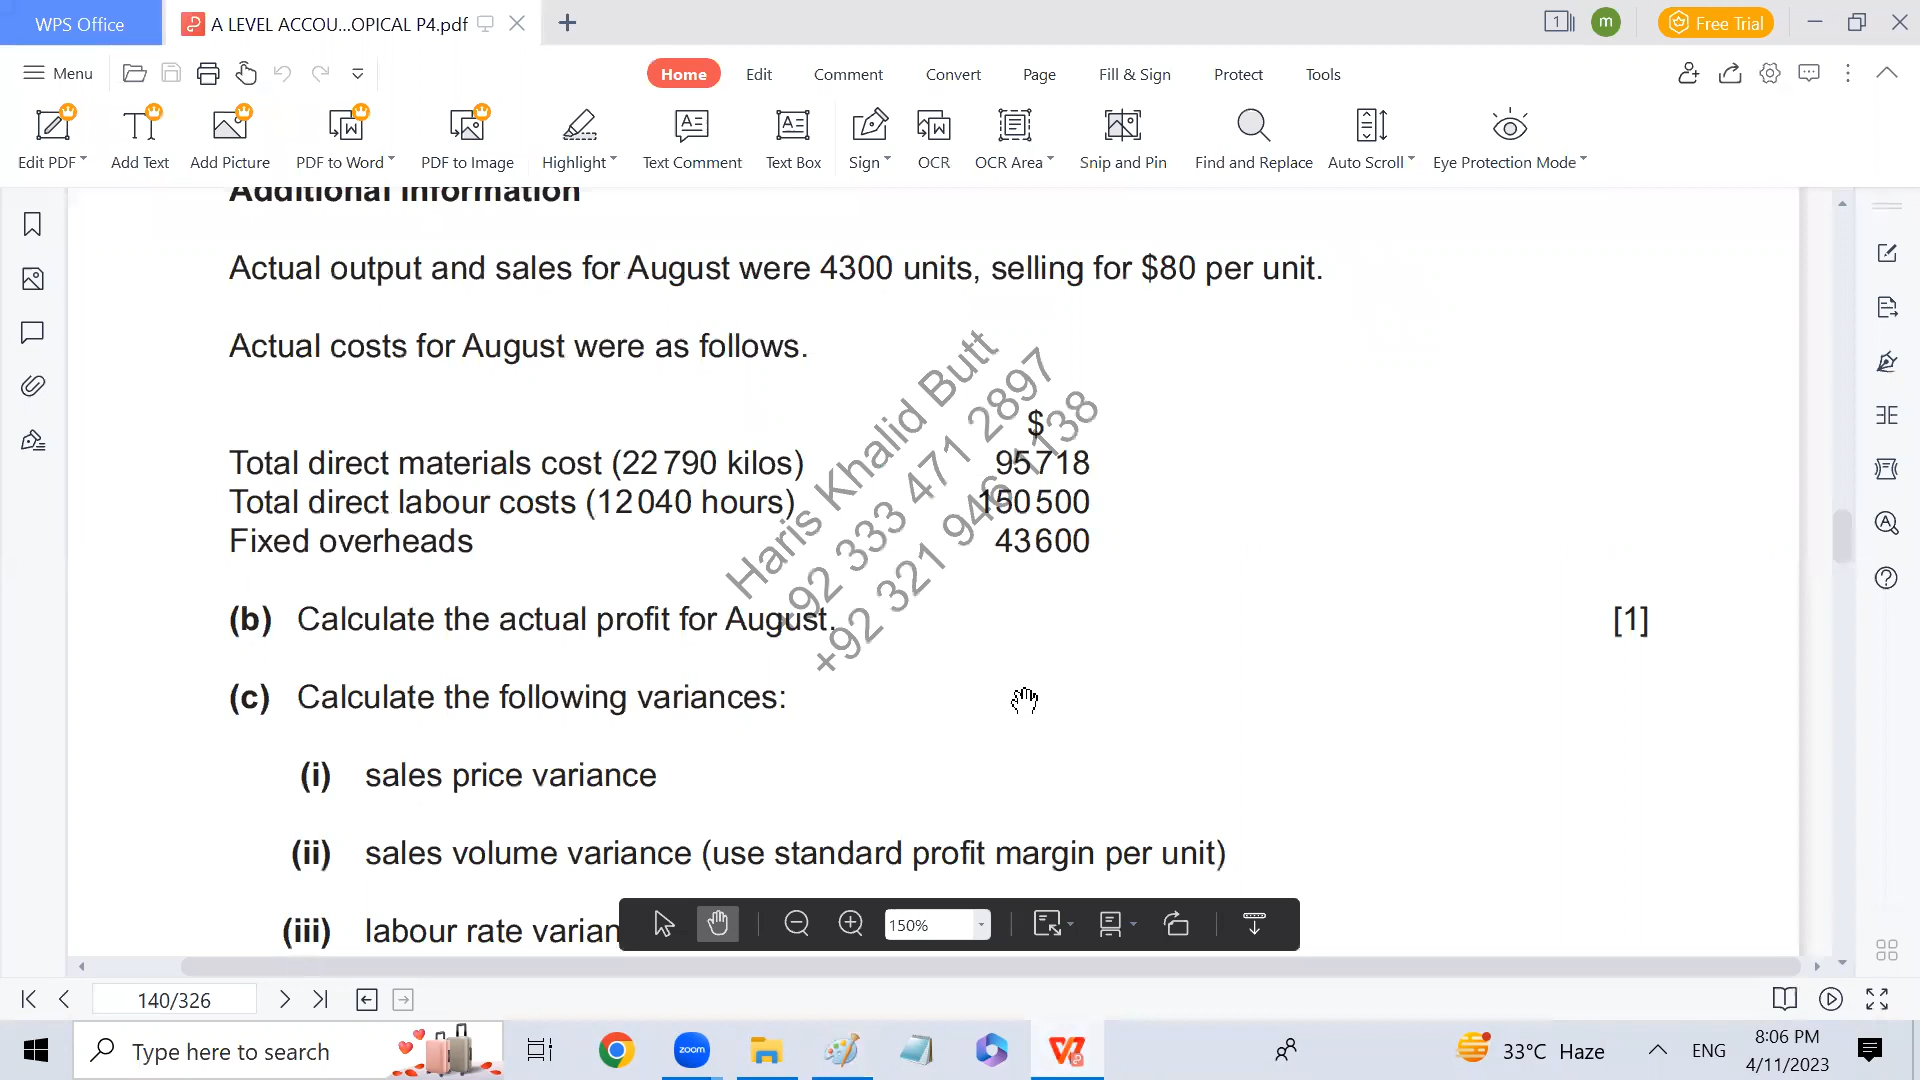 WPS Office
A LEVEL ACCOU...OPICAL P4.pdf
1
m
Free Trial
Menu
Home
Edit
Comment
Convert
Page
Fill & Sign
Protect
Tools
Edit PDF
Add Text
Add Picture
PDF to Word
PDF to Image
Highlight
Text Comment
Text Box
Sign
OCR
OCR Area
Snip and Pin
Find and Replace
Auto Scroll
Eye Protection Mode
Additional information
Actual output and sales for August were 4300 units, selling for $80 per unit.
Actual costs for August were as follows.
$
Total direct materials cost (22 790 kilos) 95 718
Total direct labour costs (12 040 hours) 150 500
Fixed overheads 43 600
Haris Khalid Butt
+92 333 471 2897
+92 321 946 1138
(b) Calculate the actual profit for August. [1]
(c) Calculate the following variances:
(i) sales price variance
(ii) sales volume variance (use standard profit margin per unit)
(iii) labour rate varian
150%
140/326
Type here to search
zoom
33°C Haze
ENG
8:06 PM
4/11/2023